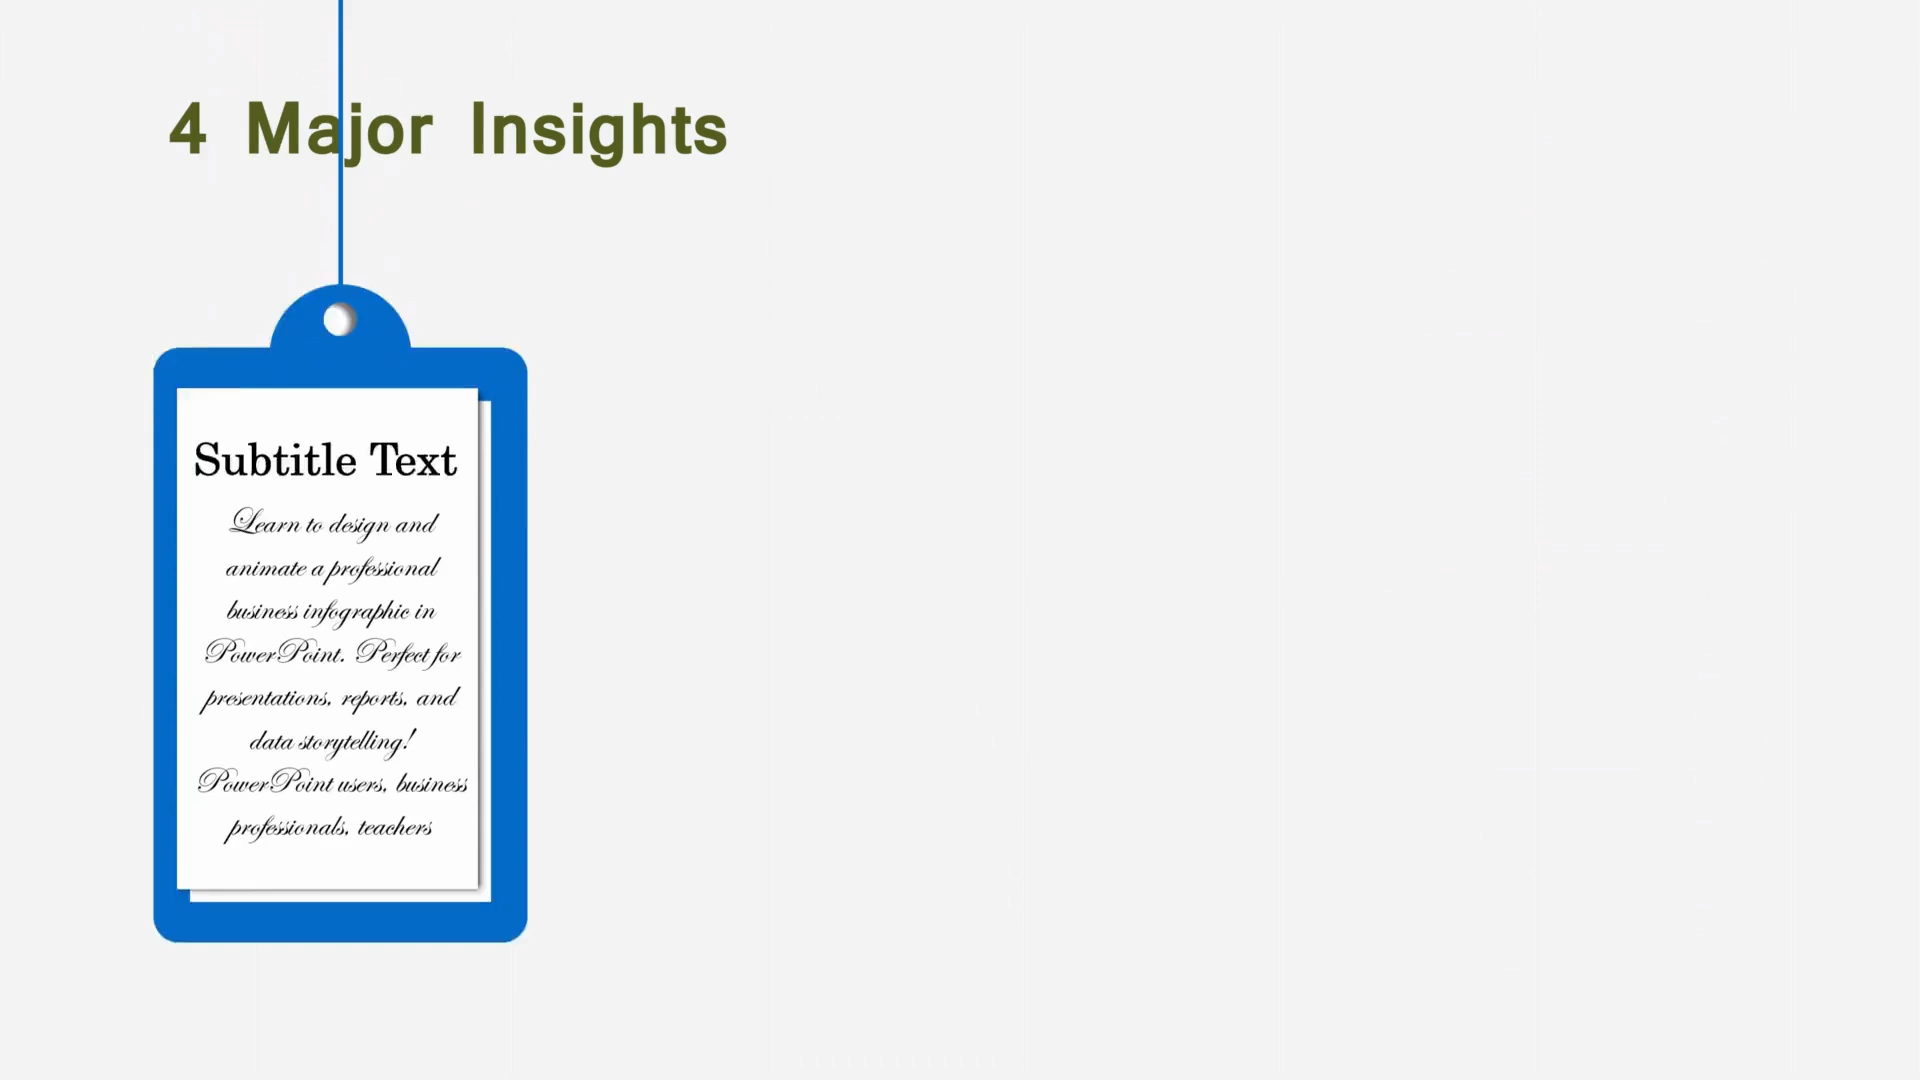 4 Major Insights
Subtitle Text
Learn to design and
animate a professional
business infographic in
PowerPoint. Perfect for
presentations, reports, and
data storytelling!
PowerPoint users, business
professionals, teachers